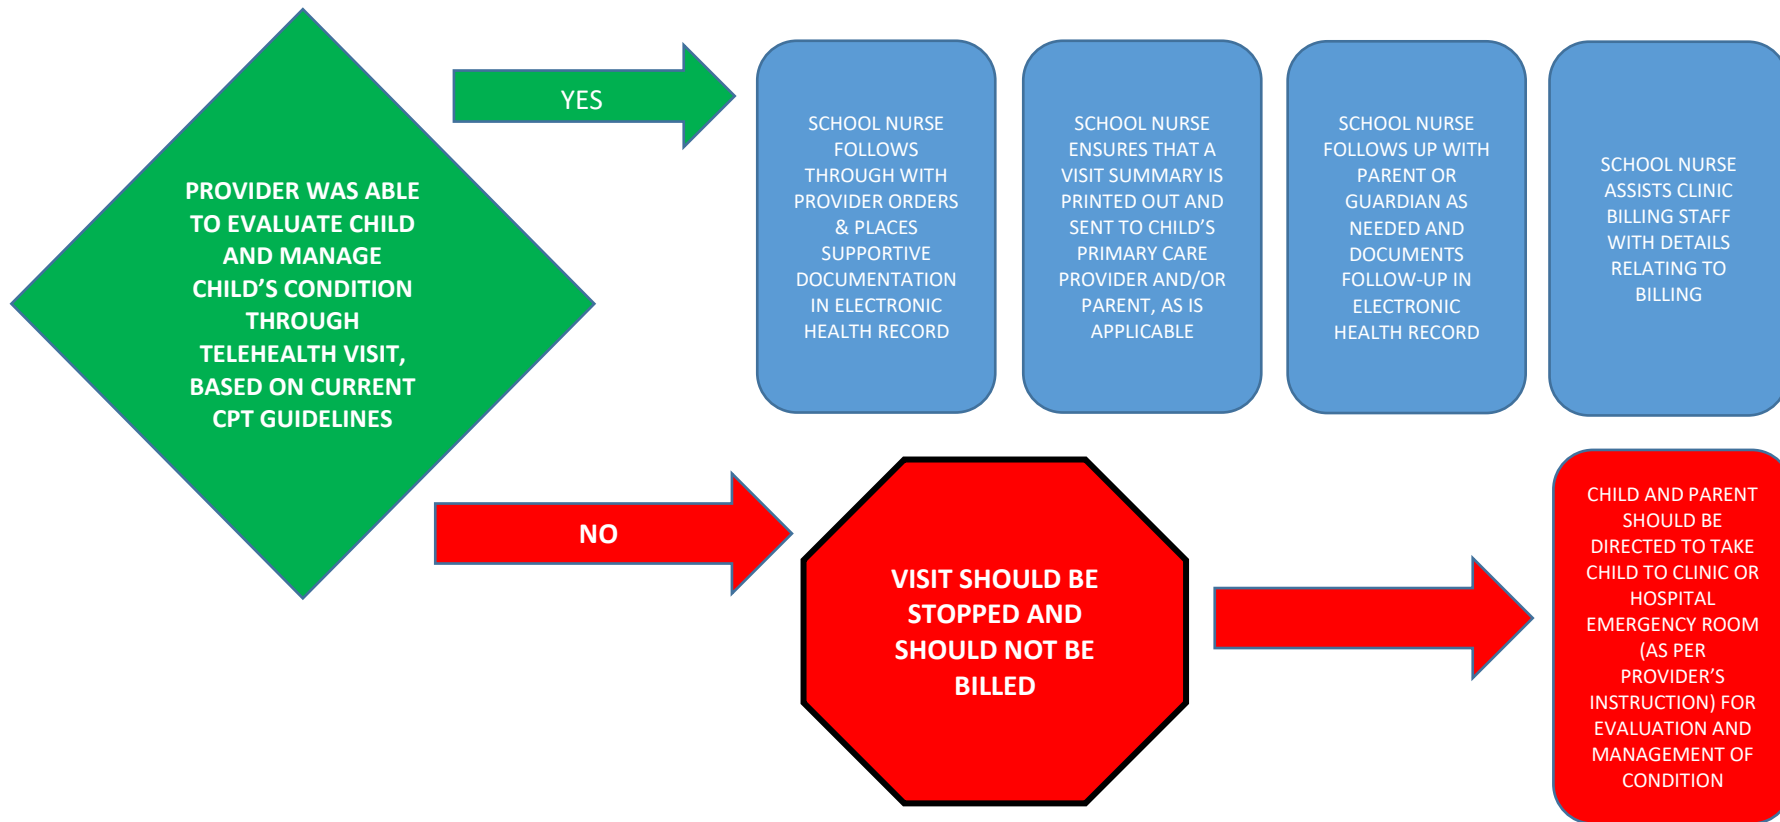 PROVIDER WAS ABLE
TO EVALUATE CHILD
AND MANAGE
CHILD’S CONDITION
THROUGH
TELEHEALTH VISIT,
BASED ON CURRENT
CPT GUIDELINES
YES
SCHOOL NURSE
FOLLOWS
THROUGH WITH
PROVIDER ORDERS
& PLACES
SUPPORTIVE
DOCUMENTATION
IN ELECTRONIC
HEALTH RECORD
SCHOOL NURSE
ENSURES THAT A
VISIT SUMMARY IS
PRINTED OUT AND
SENT TO CHILD’S
PRIMARY CARE
PROVIDER AND/OR
PARENT, AS IS
APPLICABLE
SCHOOL NURSE
FOLLOWS UP WITH
PARENT OR
GUARDIAN AS
NEEDED AND
DOCUMENTS
FOLLOW-UP IN
ELECTRONIC
HEALTH RECORD
SCHOOL NURSE
ASSISTS CLINIC
BILLING STAFF
WITH DETAILS
RELATING TO
BILLING
NO
VISIT SHOULD BE
STOPPED AND
SHOULD NOT BE
BILLED
CHILD AND PARENT
SHOULD BE
DIRECTED TO TAKE
CHILD TO CLINIC OR
HOSPITAL
EMERGENCY ROOM
(AS PER
PROVIDER’S
INSTRUCTION) FOR
EVALUATION AND
MANAGEMENT OF
CONDITION